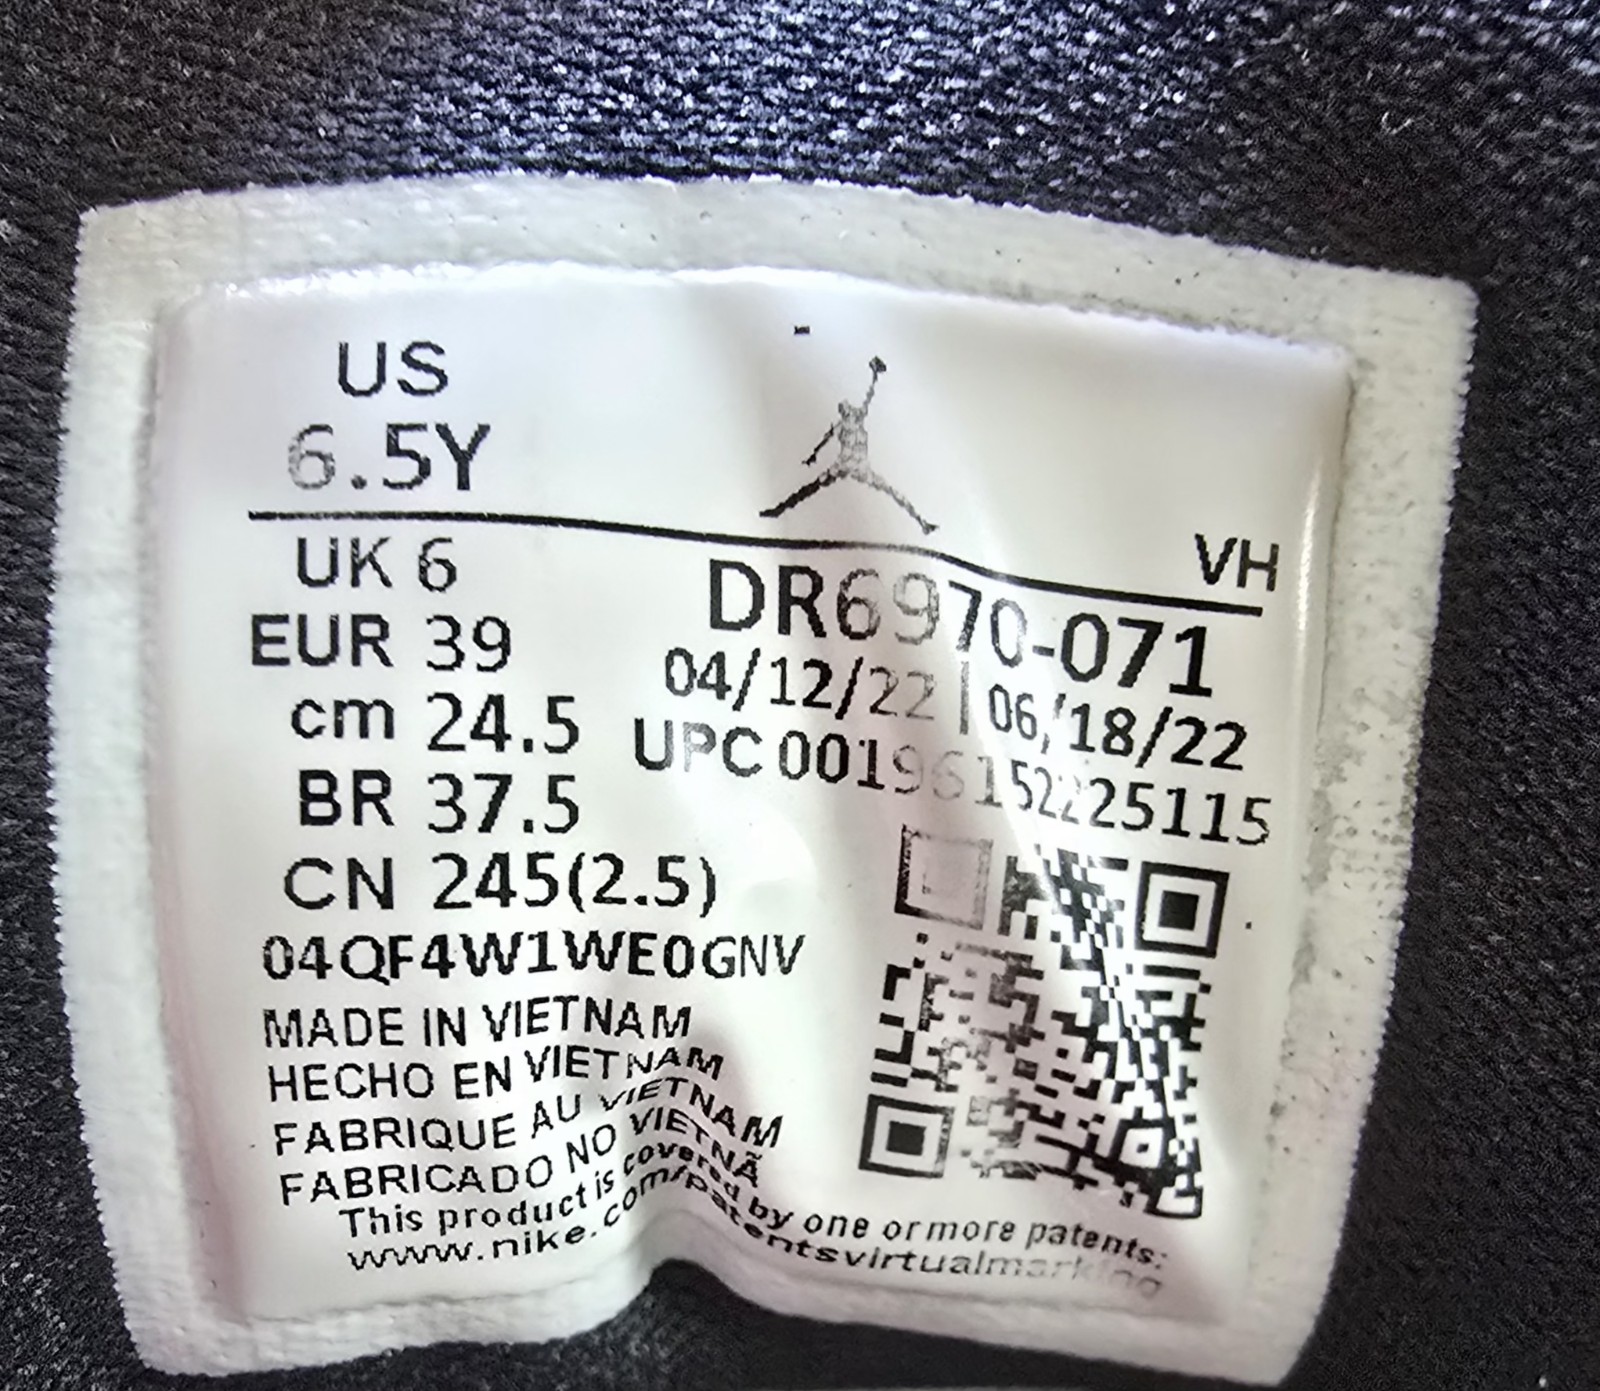 US
6.5Y
VH
UK 6
EUR 39
cm 24.5
BR 37.5
CN 245(2.5)
DR6970-071
04/12/22 | 06/18/22
UPC 00196152225115
04QF4W1WE0GNV
MADE IN VIETNAM
HECHO EN VIETNAM
FABRIQUE AU VIETNAM
FABRICADO NO VIETNÃ
This product is covered by one or more patents:
www.nike.com/patentsvirtualmarking